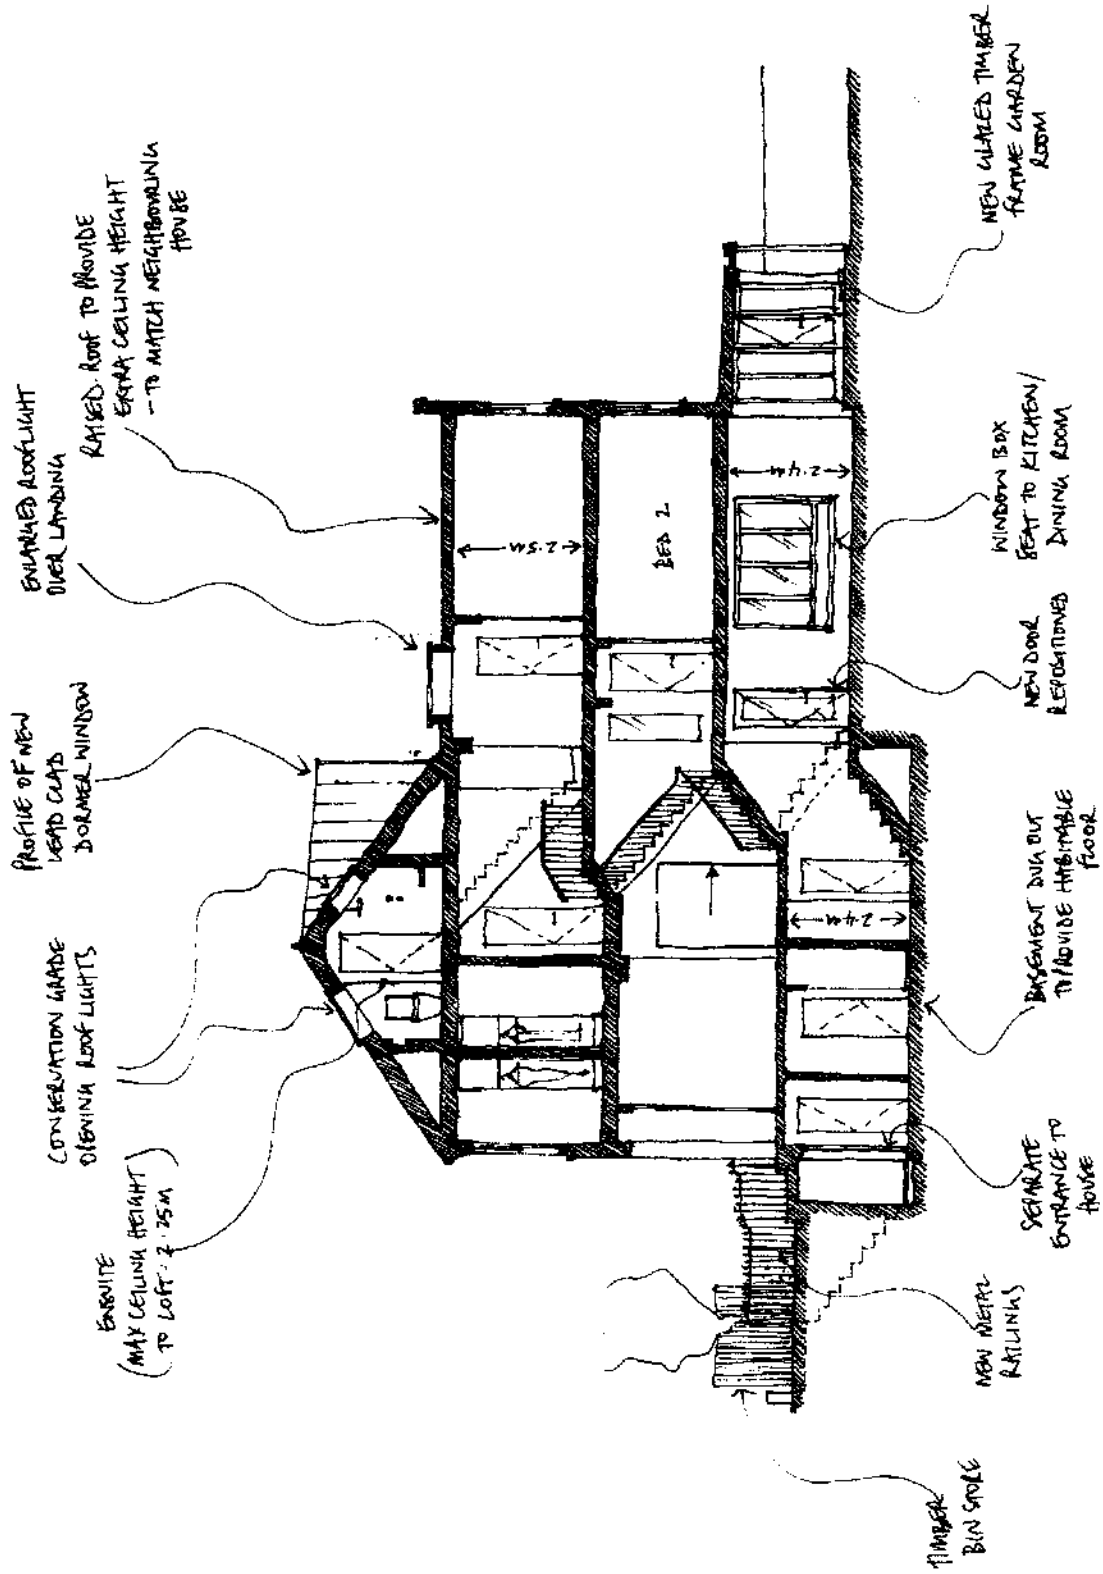 ENSUITE
(MAX CEILING HEIGHT
TO LOFT: 2.25M)
CONSERVATION GRADE
OPENING ROOF LIGHTS
PROFILE OF NEW
LEAD CLAD
DORMER WINDOW
ENLARGED ROOFLIGHT
OVER LANDING
RAISED ROOF TO PROVIDE
EXTRA CEILING HEIGHT
- TO MATCH NEIGHBOURING
HOUSE
2.5M
BED 2
2.4M
2.4M
TIMBER
BIN STORE
NEW METAL
RAILINGS
SEPARATE
ENTRANCE TO
HOUSE
BASEMENT DUG OUT
TO PROVIDE HABITABLE
FLOOR
NEW DOOR
REPOSITIONED
WINDOW BOX
SEAT TO KITCHEN/
DINING ROOM
NEW GLAZED TIMBER
FRAME GARDEN
ROOM